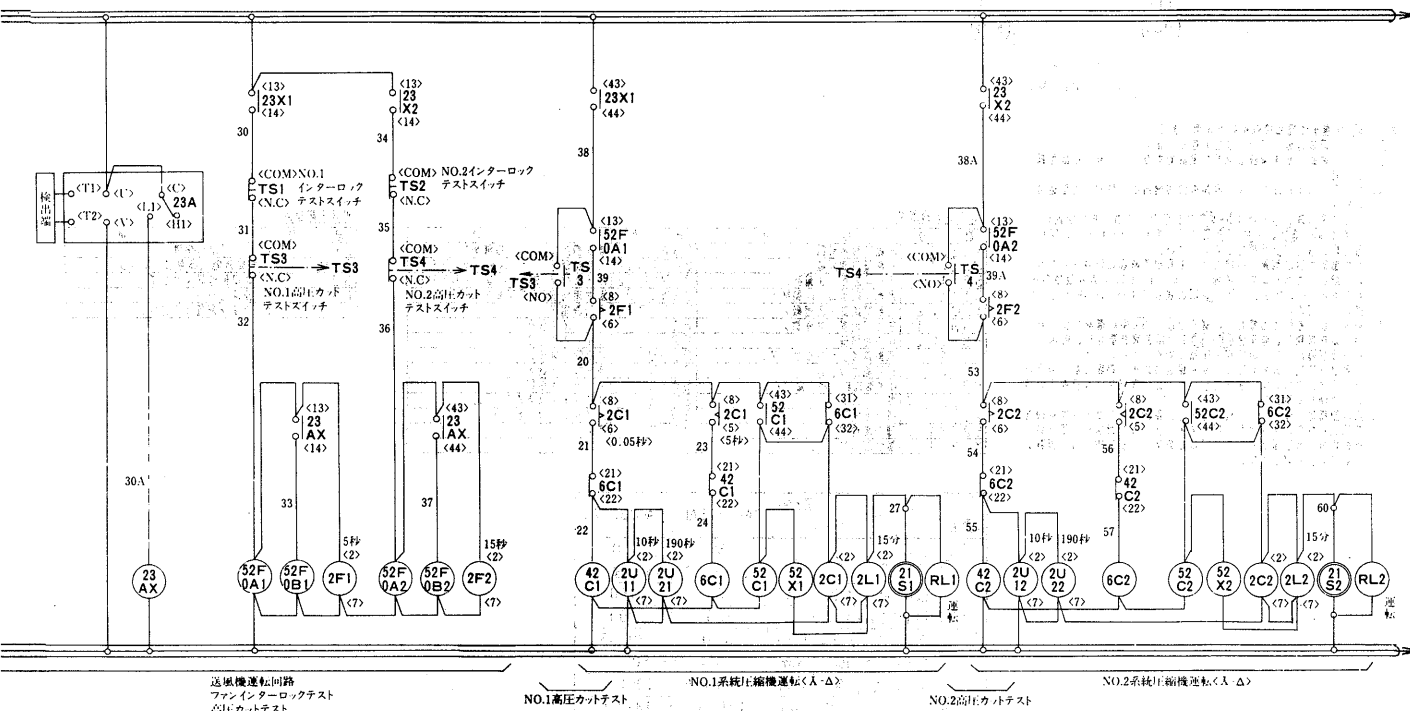 <13>
23X1
<14>
30
<COM>
NO.1
TS1
インターロック
<N.C>
テストスイッチ
31
<COM>
TS3
→ TS3
<N.C>
NO.1高圧カット
テストスイッチ
32
<13>
23
X2
<14>
34
<COM>
NO.2インターロック
TS2
テストスイッチ
<N.C>
35
<COM>
TS4
→ TS4
<N.C>
NO.2高圧カット
テストスイッチ
36
検出端
<T1>
<U>
<C>
23A
<T2>
<V>
<L1>
<H1>
30A
23
AX
<13>
23
AX
<14>
33
<43>
23
AX
<44>
37
5秒
<2>
15秒
<2>
52F
0A1
52F
0B1
2F1
<7>
52F
0A2
52F
0B2
2F2
<7>
<43>
23X1
<44>
38
<13>
52F
0A1
<14>
<COM>
TS3
TS
3
<NO>
39
<8>
2F1
<6>
20
<8>
2C1
<6>
<0.05秒>
21
<21>
6C1
<22>
22
<8>
2C1
<5>
<5秒>
23
<21>
42
C1
<22>
24
<43>
52
C1
<44>
<31>
6C1
<32>
27
10秒
<2>
190秒
<2>
<2>
15分
<2>
42
C1
2U
11
2U
21
6C1
52
C1
52
X1
2C1
2L1
21
S1
RL1
<7>
<7>
<7>
<7>
運転
<43>
23
X2
<44>
38A
<13>
52F
0A2
<14>
TS4
<COM>
TS
4
<NO>
39A
<8>
2F2
<6>
53
<8>
2C2
<6>
54
<21>
6C2
<22>
55
<8>
2C2
<5>
56
<21>
42
C2
<22>
57
<43>
52C2
<44>
<31>
6C2
<32>
60
10秒
<2>
190秒
<2>
<2>
15分
<2>
42
C2
2U
12
2U
22
6C2
52
C2
52
X2
2C2
2L2
21
S2
RL2
<7>
<7>
<7>
<7>
運転
送風機運転回路
ファンインターロックテスト
高圧カットテスト
NO.1高圧カットテスト
NO.1系統圧縮機運転<人-Δ>
NO.2高圧カットテスト
NO.2系統圧縮機運転<人-Δ>